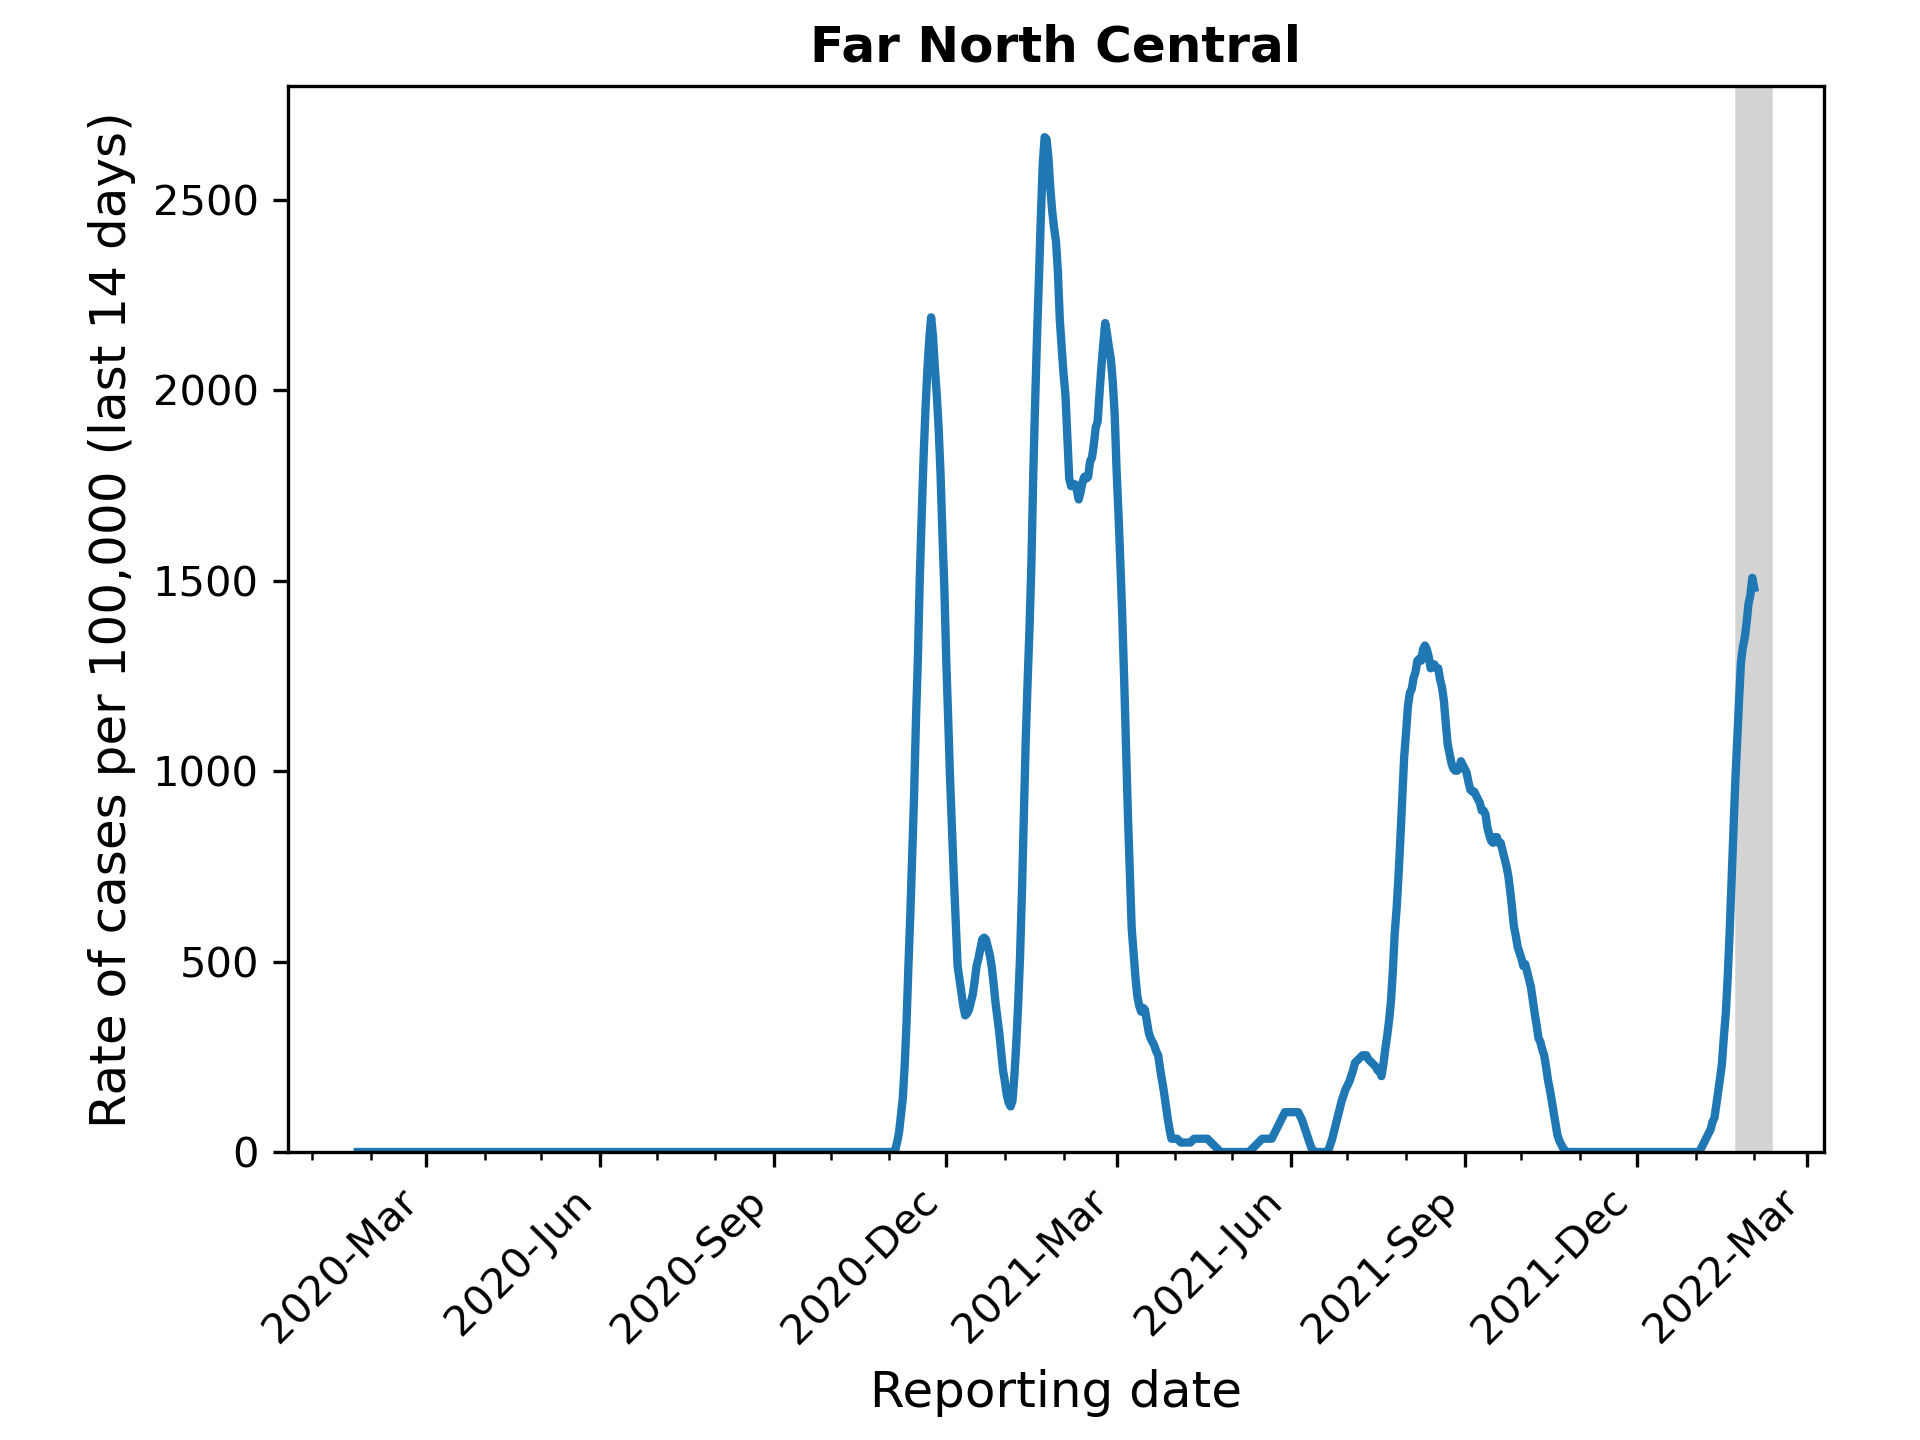 Far North Central
Rate of cases per 100,000 (last 14 days)
2500
2000
1500
1000
500
0
2020-Mar
2020-Jun
2020-Sep
2020-Dec
2021-Mar
2021-Jun
2021-Sep
2021-Dec
2022-Mar
Reporting date